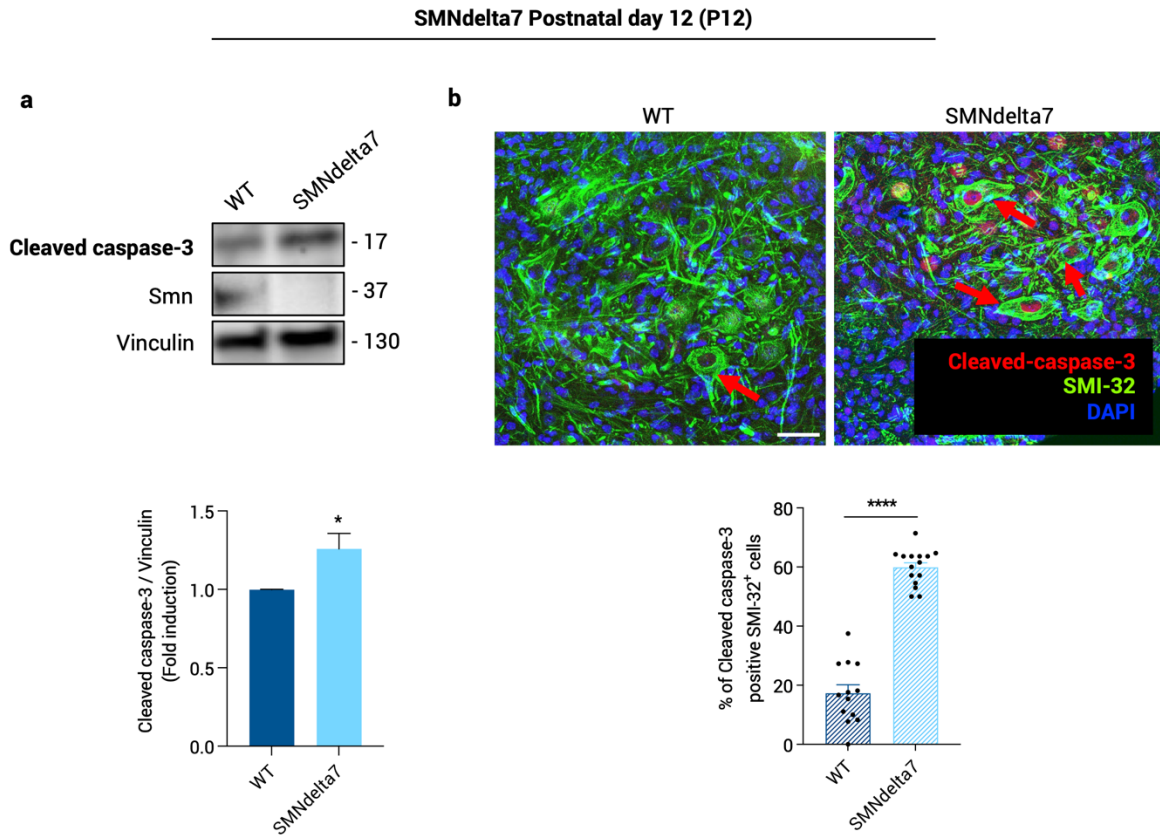 SMNdelta7 Postnatal day 12 (P12)
a
WT
SMNdelta7
Cleaved caspase-3
- 17
Smn
- 37
Vinculin
- 130
Cleaved caspase-3 / Vinculin
(Fold induction)
1.5
1.0
0.5
0.0
*
WT
SMNdelta7
b
WT
SMNdelta7
Cleaved-caspase-3
SMI-32
DAPI
% of Cleaved caspase-3
positive SMI-32⁺ cells
80
60
40
20
0
****
WT
SMNdelta7